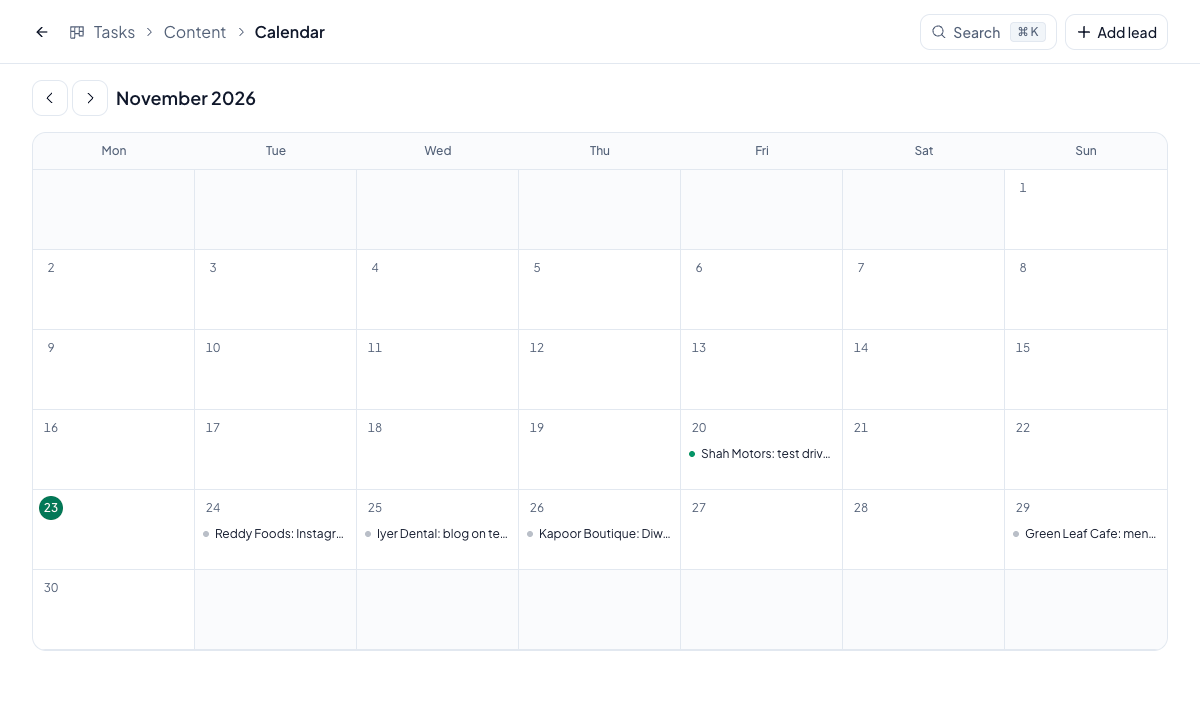 Tasks > Content > Calendar
Search ⌘ K
+ Add lead
November 2026
Mon Tue Wed Thu Fri Sat Sun
1
2 3 4 5 6 7 8
9 10 11 12 13 14 15
16 17 18 19 20 21 22
Shah Motors: test driv...
23 24 25 26 27 28 29
Reddy Foods: Instagr... Iyer Dental: blog on te... Kapoor Boutique: Diw... Green Leaf Cafe: men...
30